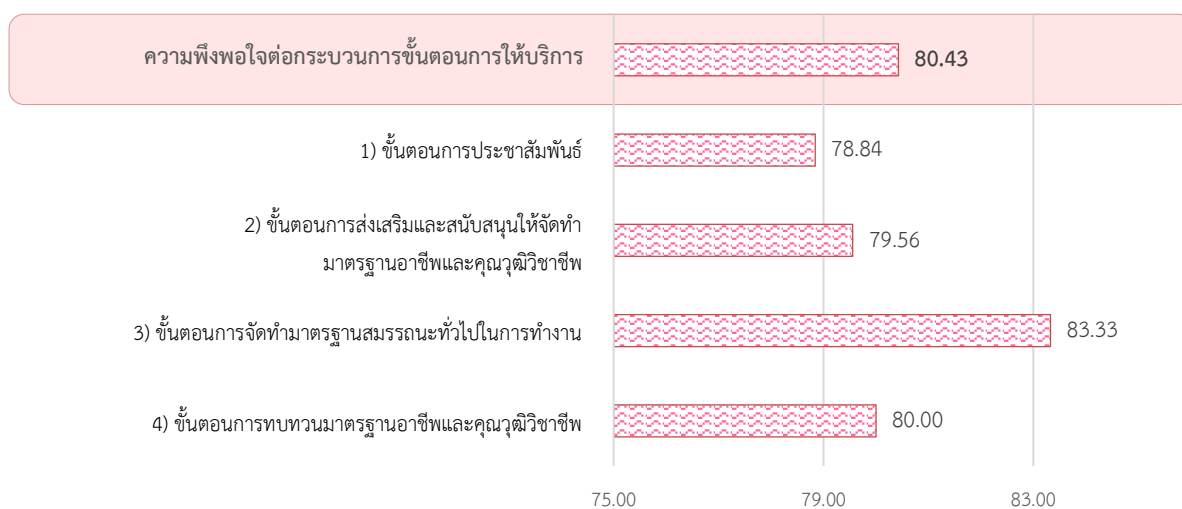 ความพึงพอใจต่อกระบวนการขั้นตอนการให้บริการ 80.43
1) ขั้นตอนการประชาสัมพันธ์ 78.84
2) ขั้นตอนการส่งเสริมและสนับสนุนให้จัดทำ
มาตรฐานอาชีพและคุณวุฒิวิชาชีพ 79.56
3) ขั้นตอนการจัดทำมาตรฐานสมรรถนะทั่วไปในการทำงาน 83.33
4) ขั้นตอนการทบทวนมาตรฐานอาชีพและคุณวุฒิวิชาชีพ 80.00
75.00 79.00 83.00